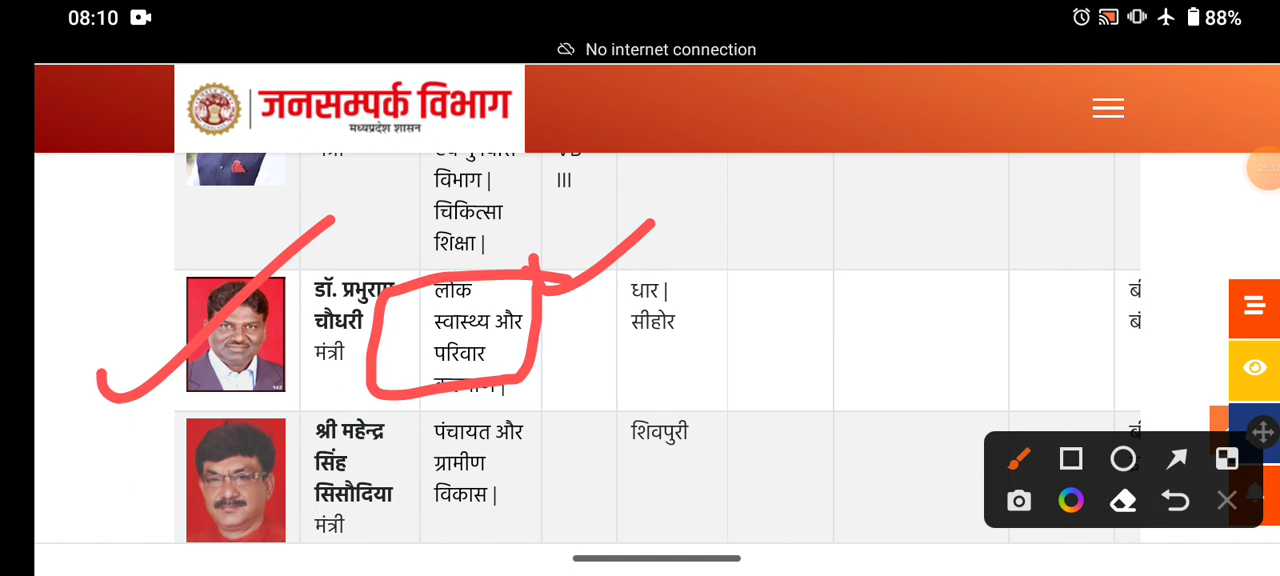 08:10
88%
No internet connection
जनसम्पर्क विभाग
मध्यप्रदेश शासन
विभाग |
III
चिकित्सा
शिक्षा |
डॉ. प्रभुराम
चौधरी
मंत्री
लोक
स्वास्थ्य और
परिवार
धार |
सीहोर
श्री महेन्द्र
सिंह
सिसौदिया
मंत्री
पंचायत और
ग्रामीण
विकास |
शिवपुरी